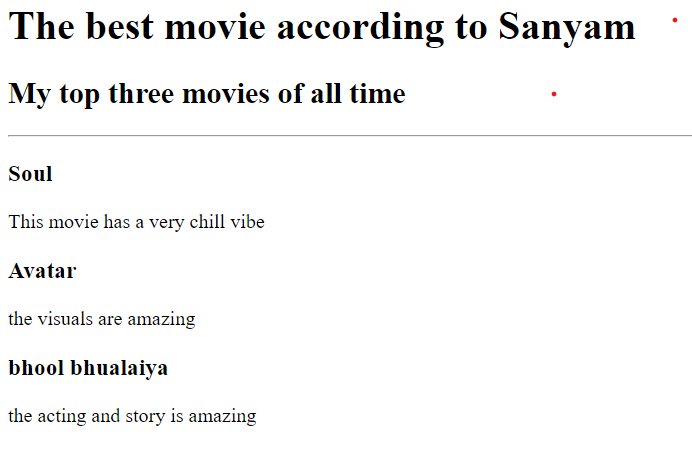 The best movie according to Sanyam
My top three movies of all time
Soul
This movie has a very chill vibe
Avatar
the visuals are amazing
bhool bhualaiya
the acting and story is amazing